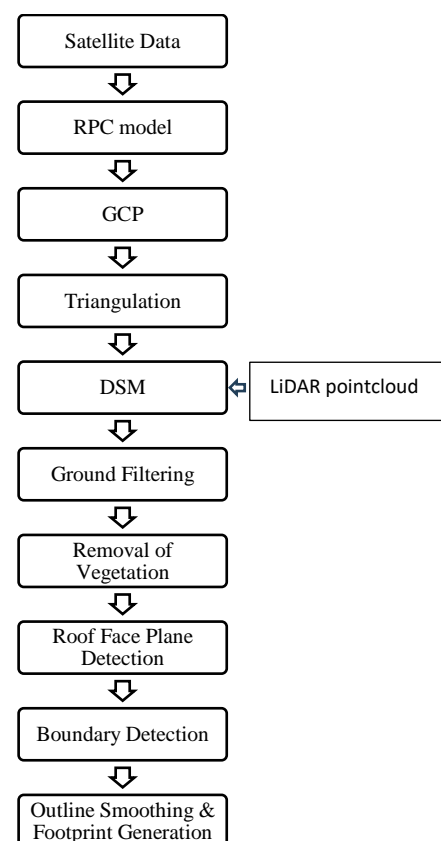 Satellite Data
RPC model
GCP
Triangulation
DSM
LiDAR pointcloud
Ground Filtering
Removal of
Vegetation
Roof Face Plane
Detection
Boundary Detection
Outline Smoothing &
Footprint Generation